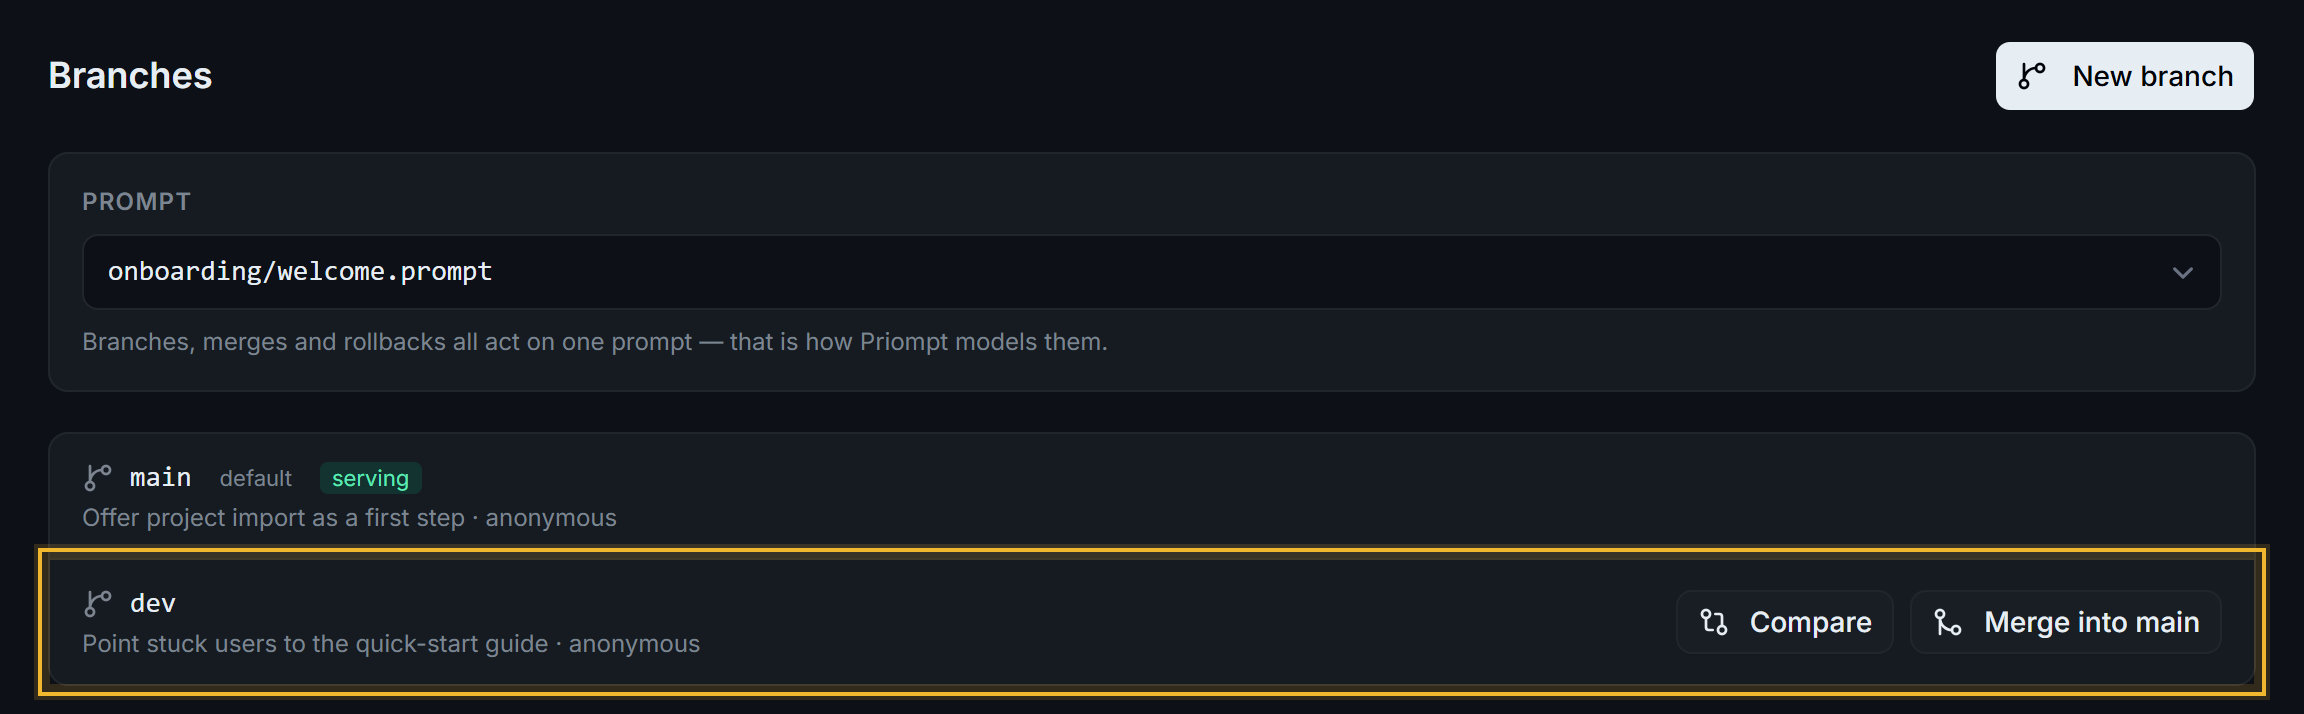 Branches
New branch
PROMPT
onboarding/welcome.prompt
Branches, merges and rollbacks all act on one prompt — that is how Priompt models them.
main default serving
Offer project import as a first step · anonymous
dev
Compare
Merge into main
Point stuck users to the quick-start guide · anonymous